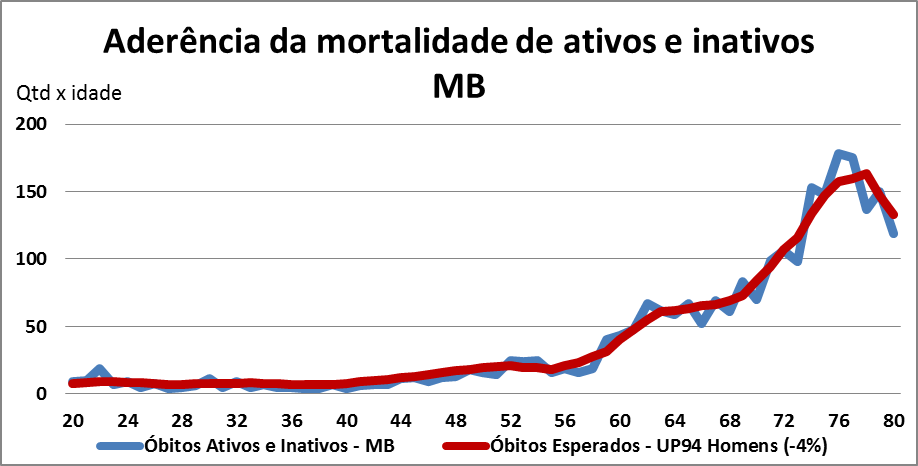 Aderência da mortalidade de ativos e inativos
MB
Qtd x idade
200
150
100
50
0
20 24 28 32 36 40 44 48 52 56 60 64 68 72 76 80
Óbitos Ativos e Inativos - MB Óbitos Esperados - UP94 Homens (-4%)